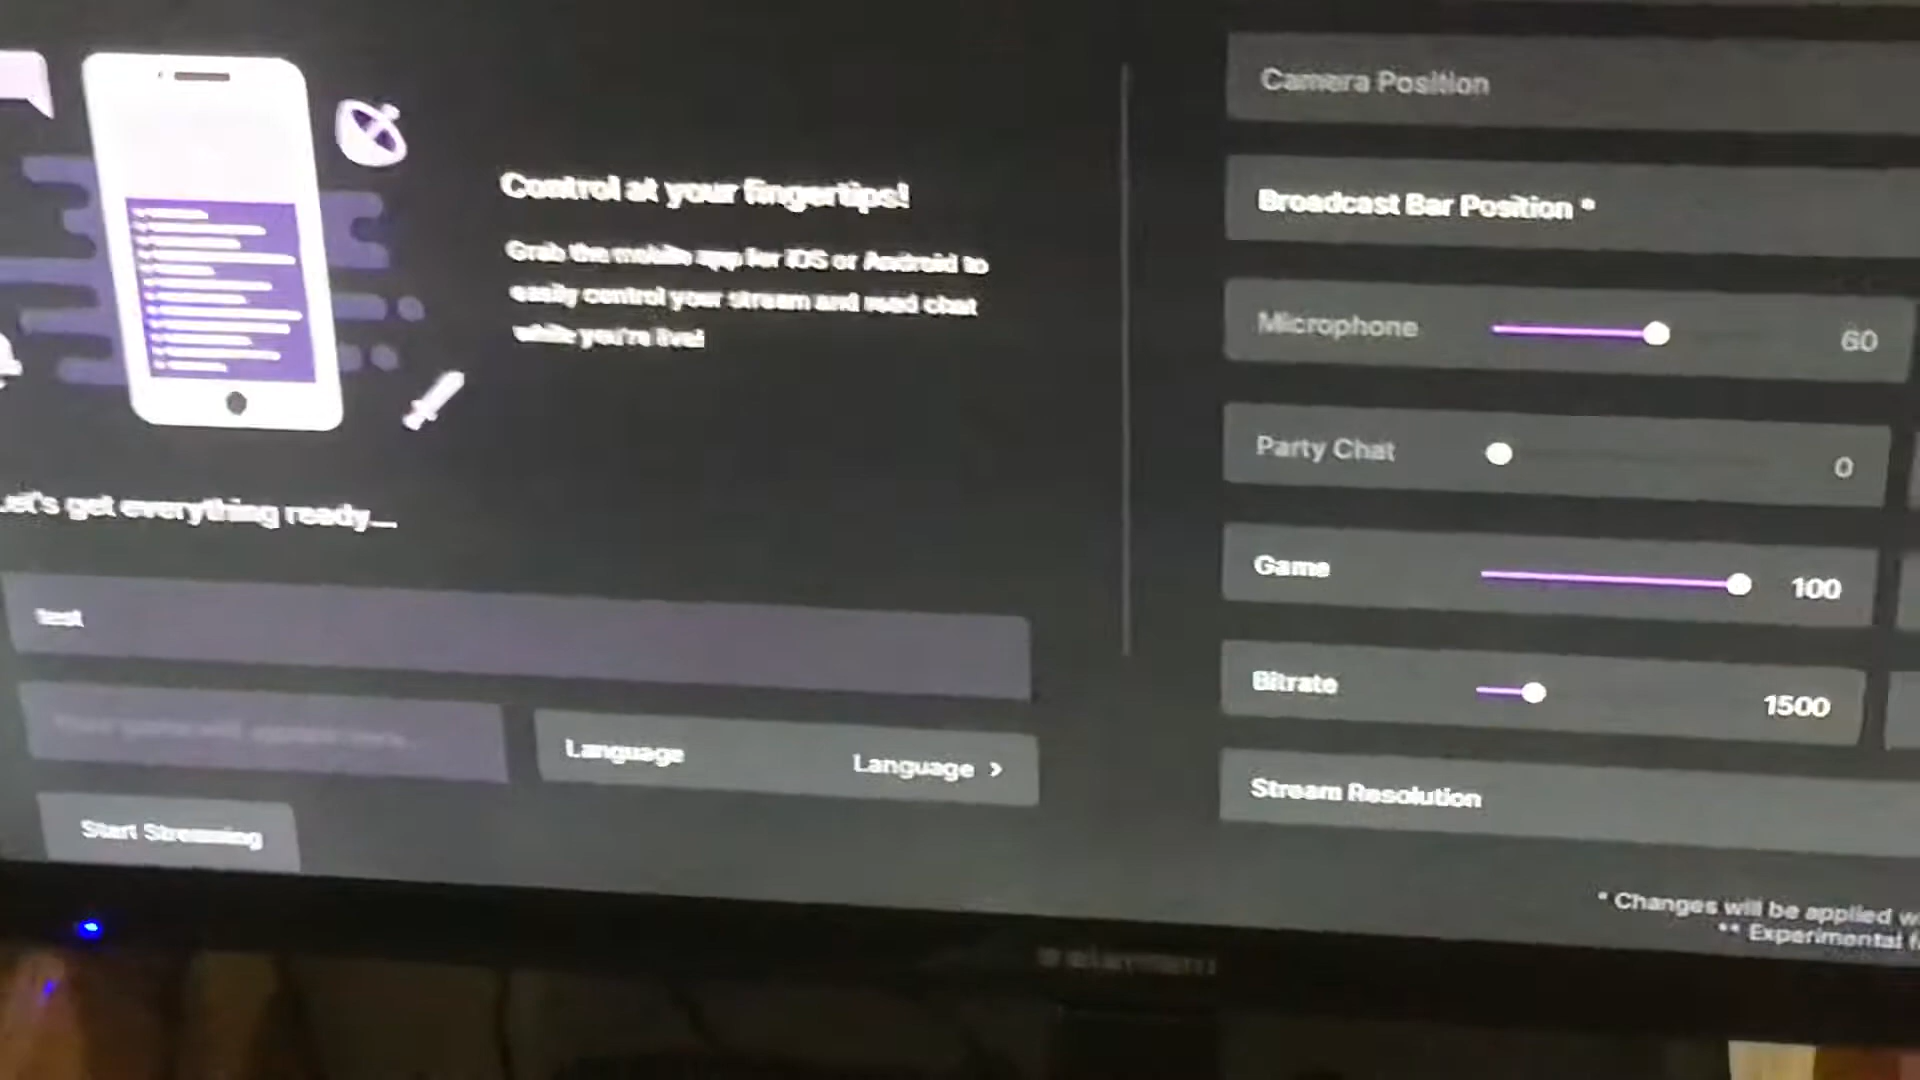 Control at your fingertips!
Grab the mobile app for iOS or Android to
easily control your stream and read chat
while you're live!
Let's get everything ready...
test
Language
Language >
Start Streaming
Camera Position
Broadcast Bar Position *
Microphone
60
Party Chat
0
Game
100
Bitrate
1500
Stream Resolution
* Changes will be applied
** Experimental